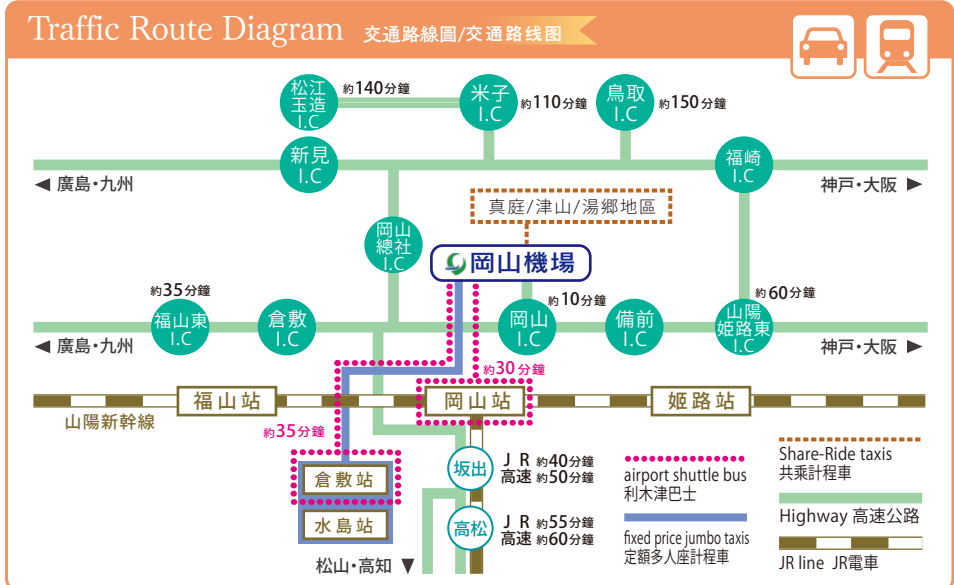 Traffic Route Diagram 交通路線圖/交通路线图
松江
玉造
I.C
約140分鐘
米子
I.C
約110分鐘
鳥取
I.C
約150分鐘
新見
I.C
福崎
I.C
◀ 廣島・九州
神戸・大阪 ▶
真庭/津山/湯郷地區
岡山
總社
I.C
岡山機場
約35分鐘
福山東
I.C
倉敷
I.C
約10分鐘
岡山
I.C
備前
I.C
約60分鐘
山陽
姫路東
I.C
◀ 廣島・九州
神戸・大阪 ▶
約30分鐘
福山站
岡山站
姫路站
山陽新幹線
約35分鐘
倉敷站
水島站
坂出
JR 約40分鐘
高速 約50分鐘
高松
JR 約55分鐘
高速 約60分鐘
松山・高知 ▼
airport shuttle bus
利木津巴士
fixed price jumbo taxis
定額多人座計程車
Share-Ride taxis
共乘計程車
Highway 高速公路
JR line JR電車